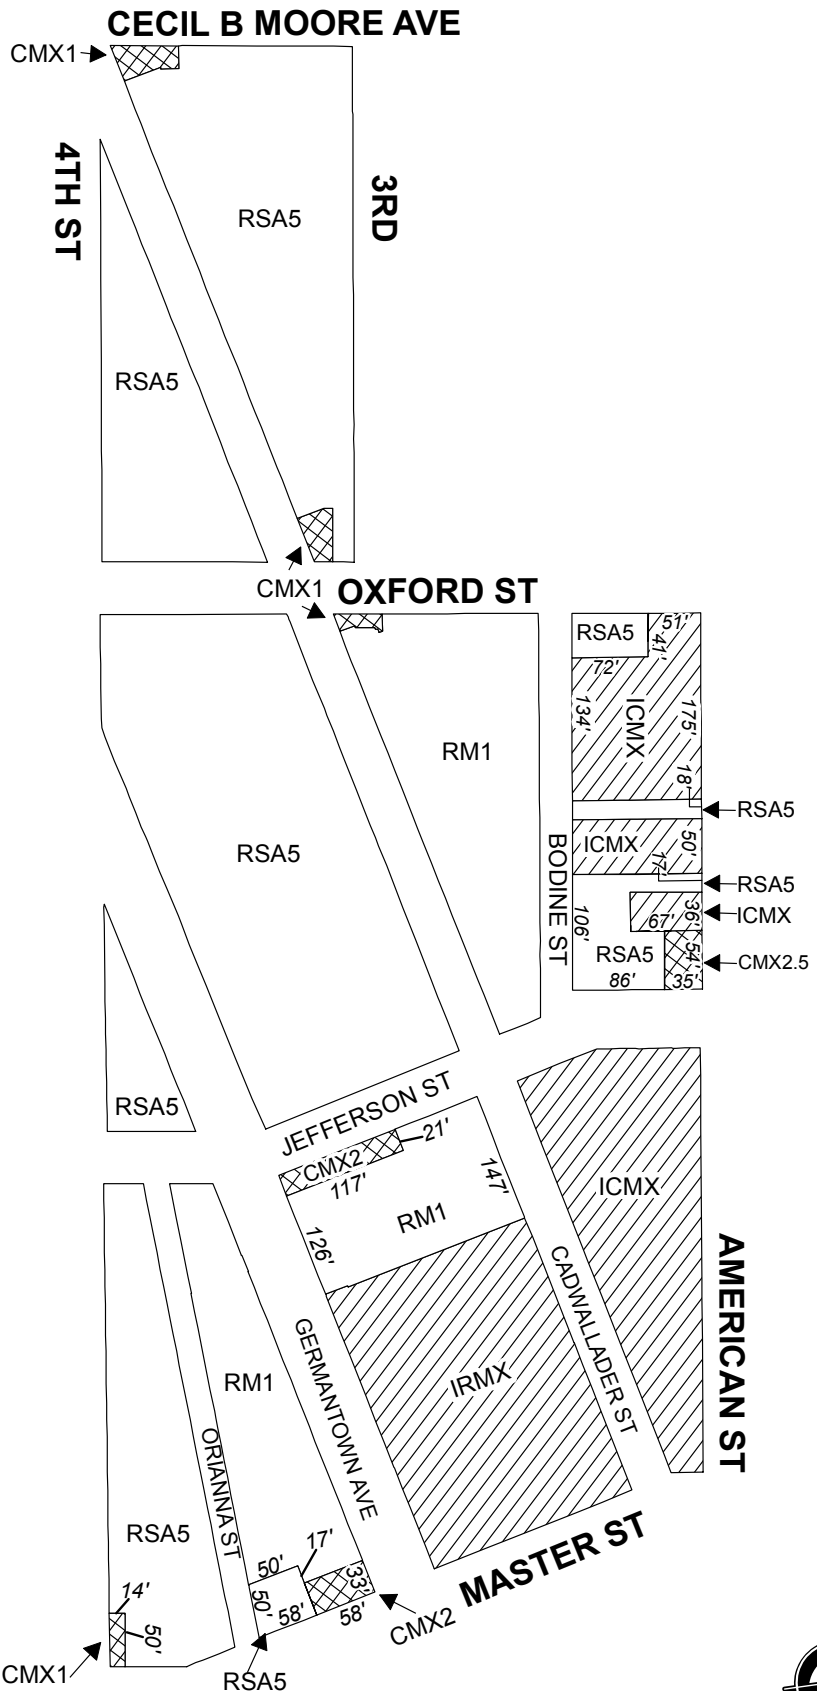 CECIL B MOORE AVE
CMX1
4TH ST
3RD
RSA5
RSA5
CMX1
OXFORD ST
RSA5
51'
41'
72'
ICMX
134'
175'
18'
RM1
RSA5
RSA5
BODINE ST
ICMX
50'
17'
RSA5
106'
67'
36'
ICMX
RSA5
54'
CMX2.5
86'
35'
RSA5
JEFFERSON ST
21'
CMX2
117'
147'
RM1
126'
ICMX
AMERICAN ST
CADWALLADER ST
GERMANTOWN AVE
IRMX
RM1
ORIANNA ST
RSA5
MASTER ST
17'
50'
50'
58'
33'
58'
CMX2
14'
50'
CMX1
RSA5